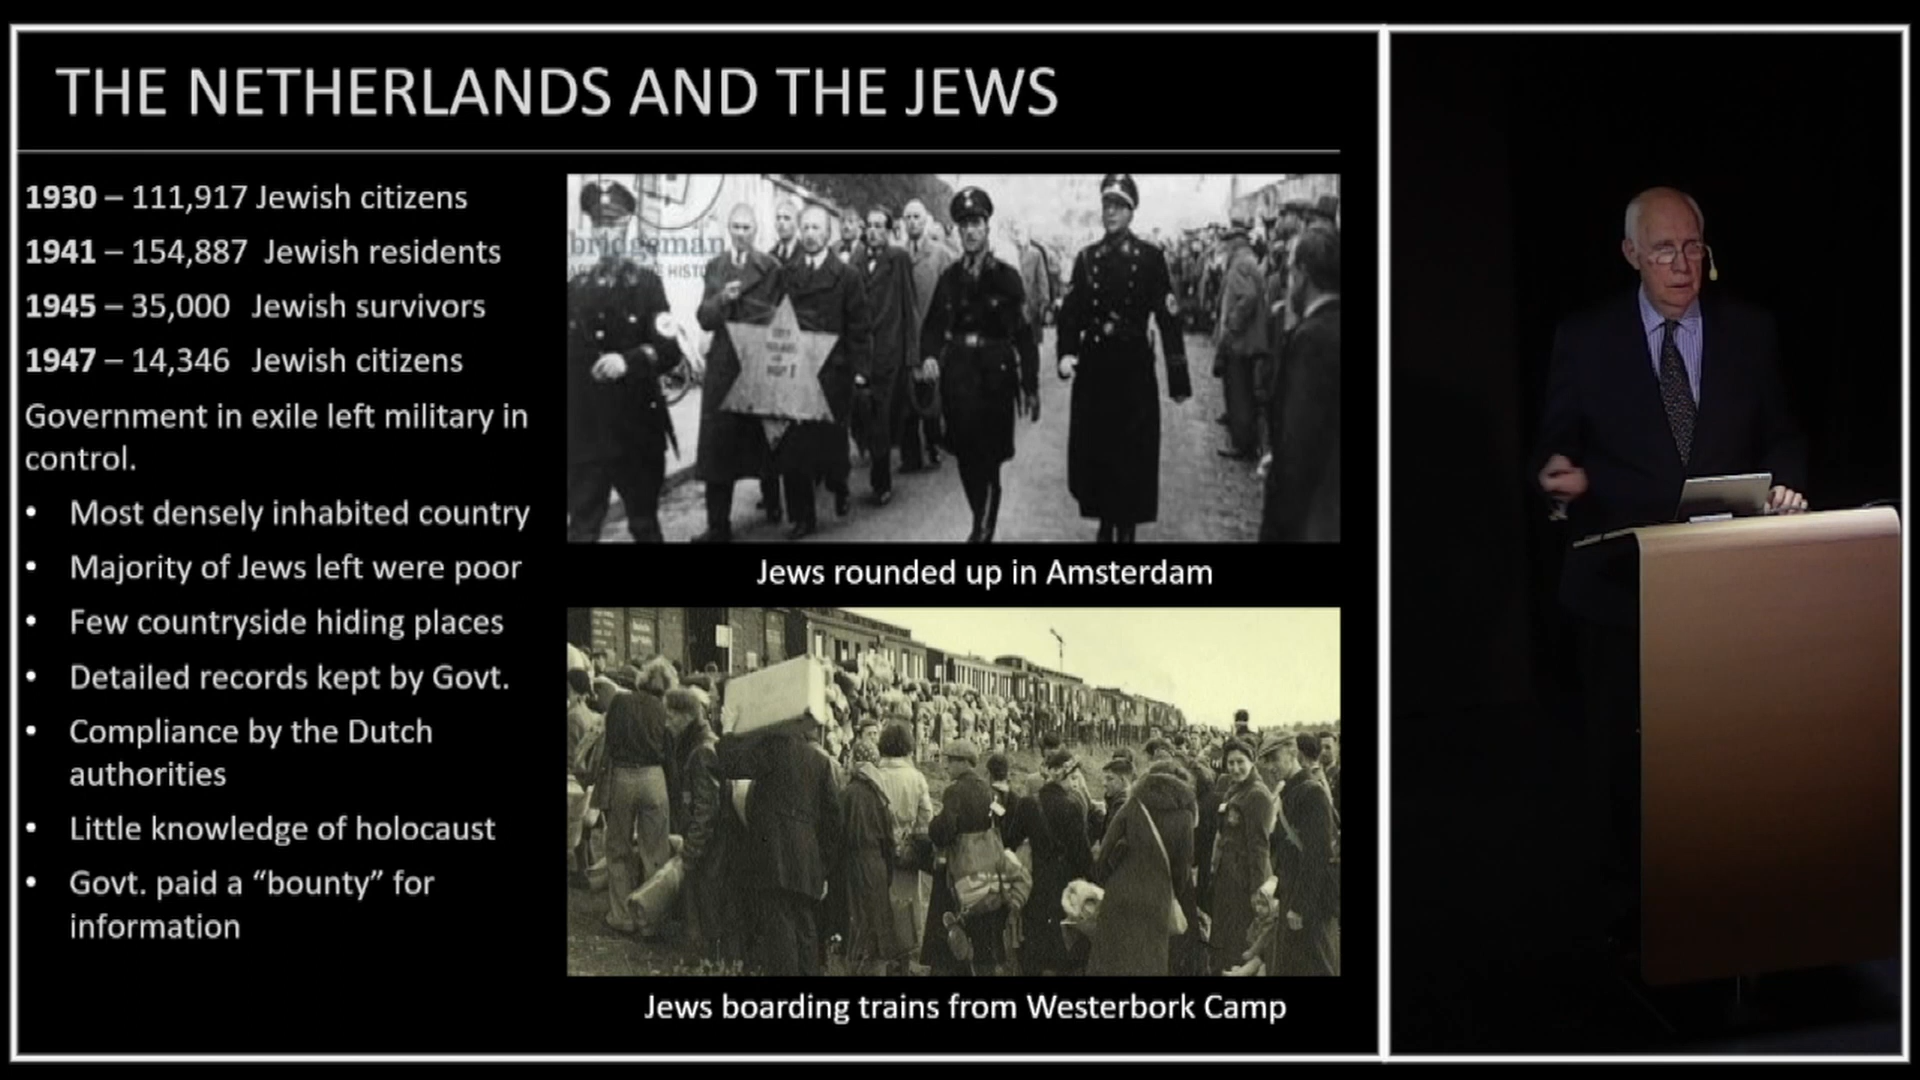 THE NETHERLANDS AND THE JEWS
1930 – 111,917 Jewish citizens
1941 – 154,887 Jewish residents
1945 – 35,000 Jewish survivors
1947 – 14,346 Jewish citizens
Government in exile left military in
control.
• Most densely inhabited country
• Majority of Jews left were poor
• Few countryside hiding places
• Detailed records kept by Govt.
• Compliance by the Dutch
authorities
• Little knowledge of holocaust
• Govt. paid a “bounty” for
information
bridgeman
Jews rounded up in Amsterdam
Jews boarding trains from Westerbork Camp